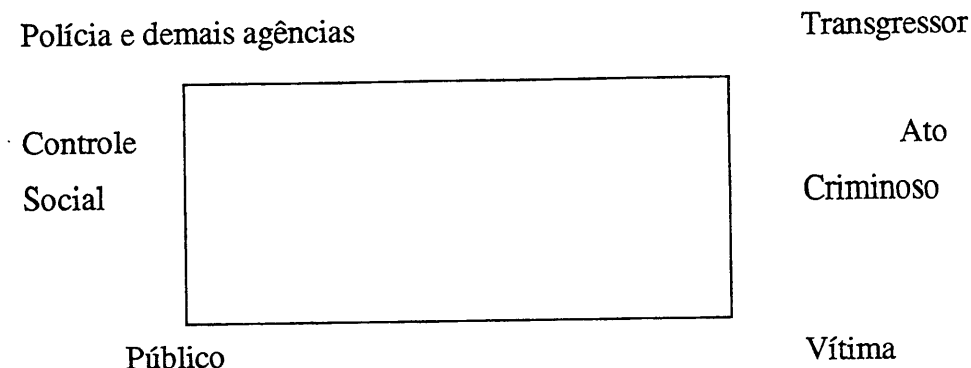 Polícia e demais agências
Transgressor
Controle
Social
Ato
Criminoso
Público
Vítima